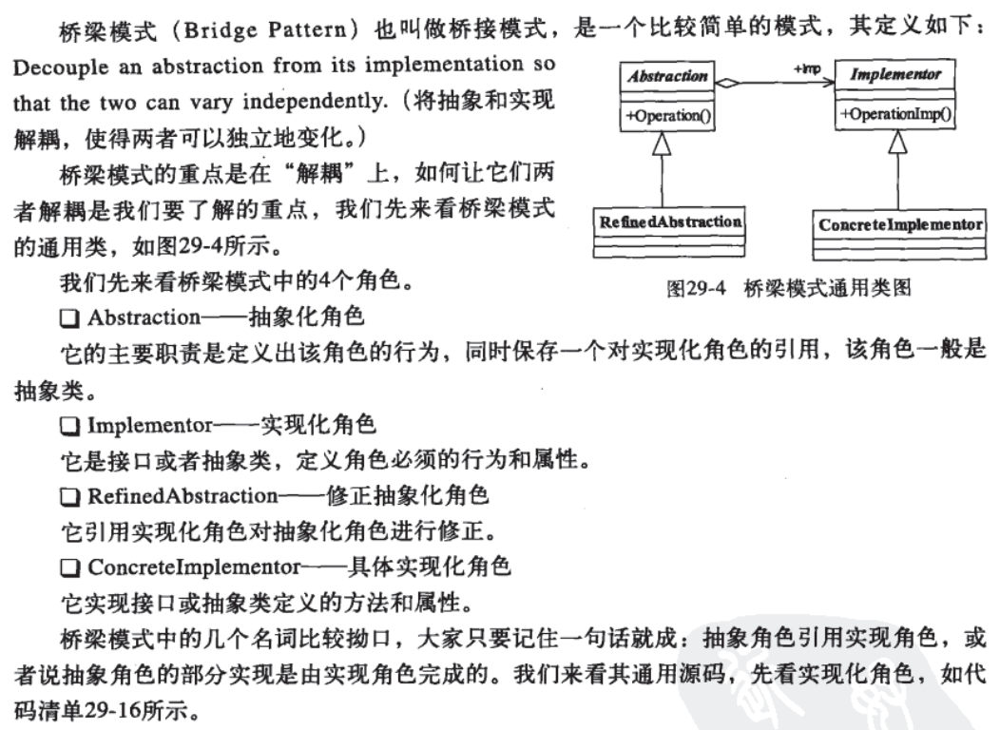 桥梁模式（Bridge Pattern）也叫做桥接模式，是一个比较简单的模式，其定义如下：
Decouple an abstraction from its implementation so
that the two can vary independently.（将抽象和实现
解耦，使得两者可以独立地变化。）
桥梁模式的重点是在“解耦”上，如何让它们两
者解耦是我们要了解的重点，我们先来看桥梁模式
的通用类，如图29-4所示。
Abstraction
+Operation()
+imp
Implementor
+OperationImp()
RefinedAbstraction
ConcreteImplementor
图29-4 桥梁模式通用类图
我们先来看桥梁模式中的4个角色。
❑ Abstraction——抽象化角色
它的主要职责是定义出该角色的行为，同时保存一个对实现化角色的引用，该角色一般是
抽象类。
❑ Implementor——实现化角色
它是接口或者抽象类，定义角色必须的行为和属性。
❑ RefinedAbstraction——修正抽象化角色
它引用实现化角色对抽象化角色进行修正。
❑ ConcreteImplementor——具体实现化角色
它实现接口或抽象类定义的方法和属性。
桥梁模式中的几个名词比较拗口，大家只要记住一句话就成：抽象角色引用实现角色，或
者说抽象角色的部分实现是由实现角色完成的。我们来看其通用源码，先看实现化角色，如代
码清单29-16所示。